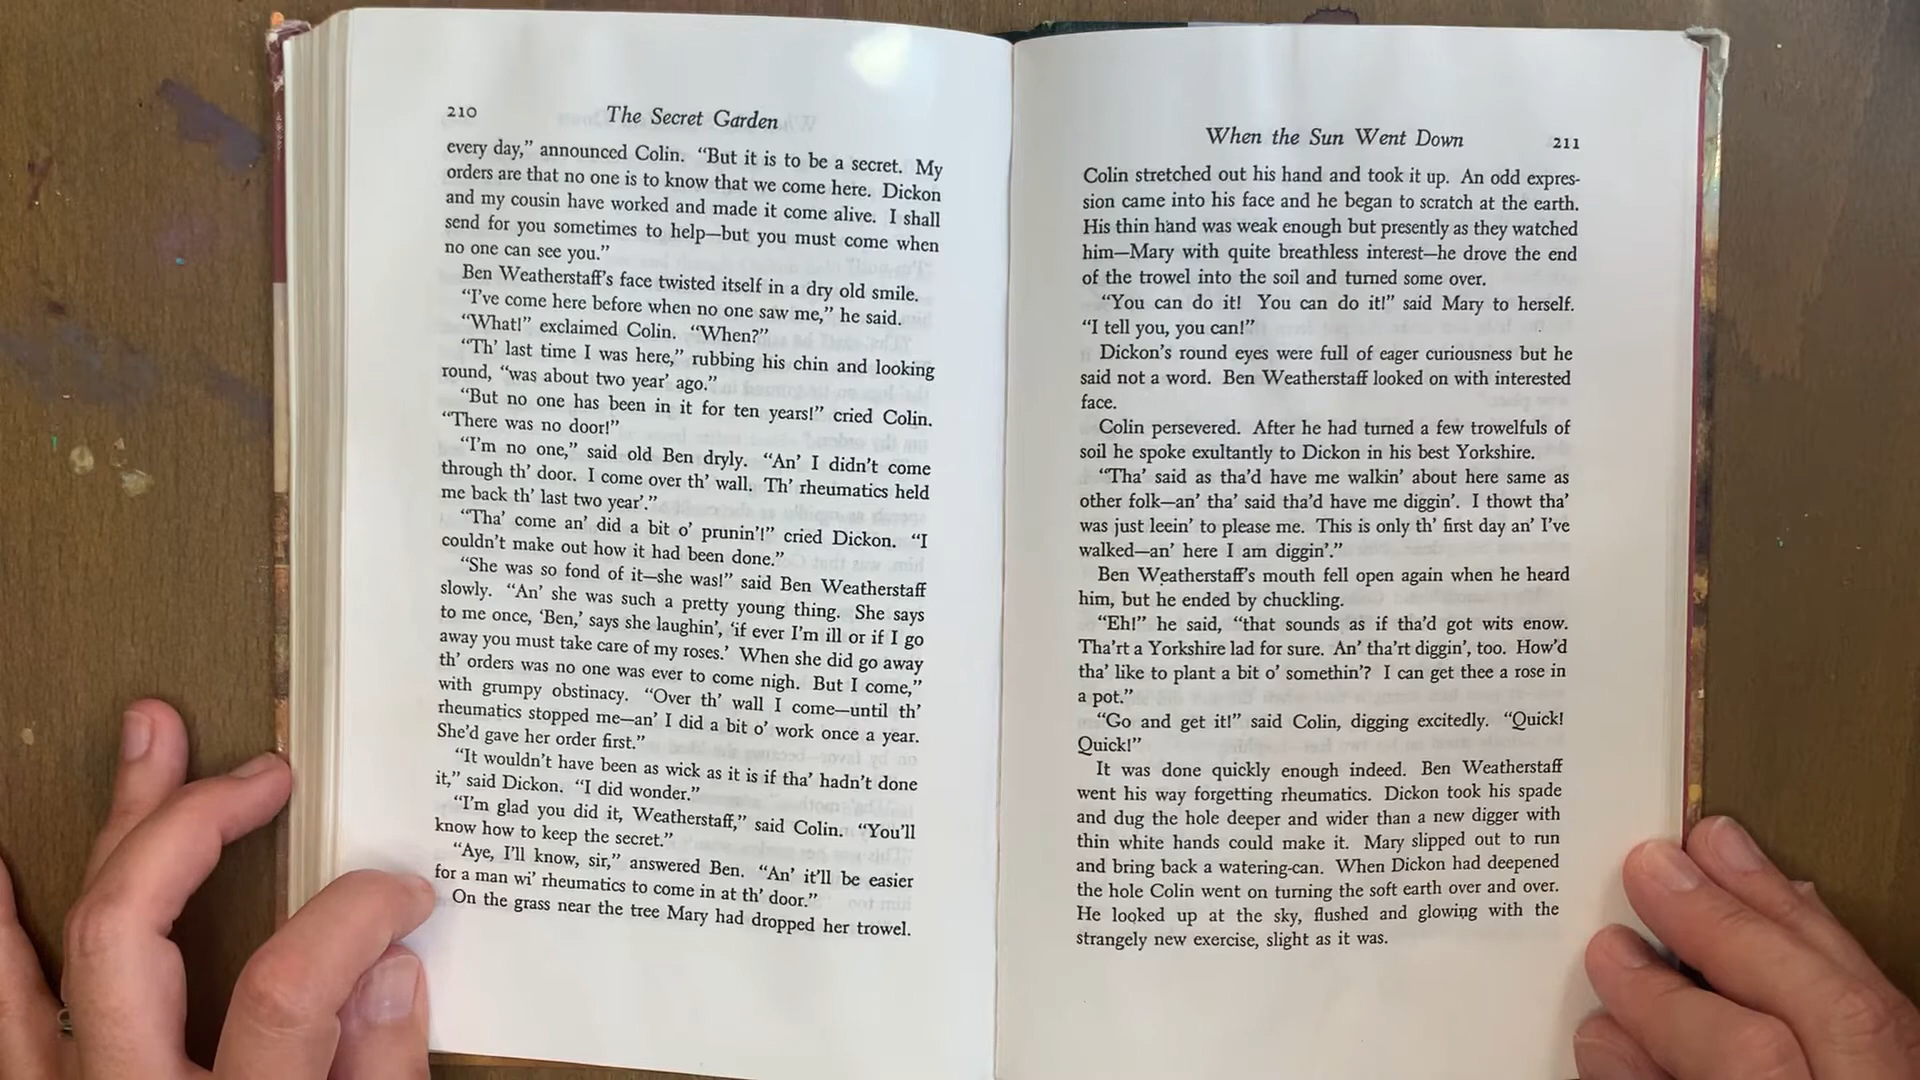 210
The Secret Garden
every day,” announced Colin. “But it is to be a secret. My
orders are that no one is to know that we come here. Dickon
and my cousin have worked and made it come alive. I shall
send for you sometimes to help—but you must come when
no one can see you.”
Ben Weatherstaff’s face twisted itself in a dry old smile.
“I’ve come here before when no one saw me,” he said.
“What!” exclaimed Colin. “When?”
“Th’ last time I was here,” rubbing his chin and looking
round, “was about two year’ ago.”
“But no one has been in it for ten years!” cried Colin.
“There was no door!”
“I’m no one,” said old Ben dryly. “An’ I didn’t come
through th’ door. I come over th’ wall. Th’ rheumatics held
me back th’ last two year’.”
“Tha’ come an’ did a bit o’ prunin’!” cried Dickon. “I
couldn’t make out how it had been done.”
“She was so fond of it—she was!” said Ben Weatherstaff
slowly. “An’ she was such a pretty young thing. She says
to me once, ‘Ben,’ says she laughin’, ‘if ever I’m ill or if I go
away you must take care of my roses.’ When she did go away
th’ orders was no one was ever to come nigh. But I come,”
with grumpy obstinacy. “Over th’ wall I come—until th’
rheumatics stopped me—an’ I did a bit o’ work once a year.
She’d gave her order first.”
“It wouldn’t have been as wick as it is if tha’ hadn’t done
it,” said Dickon. “I did wonder.”
“I’m glad you did it, Weatherstaff,” said Colin. “You’ll
know how to keep the secret.”
“Aye, I’ll know, sir,” answered Ben. “An’ it’ll be easier
for a man wi’ rheumatics to come in at th’ door.”
On the grass near the tree Mary had dropped her trowel.
When the Sun Went Down
211
Colin stretched out his hand and took it up. An odd expres-
sion came into his face and he began to scratch at the earth.
His thin hand was weak enough but presently as they watched
him—Mary with quite breathless interest—he drove the end
of the trowel into the soil and turned some over.
“You can do it! You can do it!” said Mary to herself.
“I tell you, you can!”
Dickon’s round eyes were full of eager curiousness but he
said not a word. Ben Weatherstaff looked on with interested
face.
Colin persevered. After he had turned a few trowelfuls of
soil he spoke exultantly to Dickon in his best Yorkshire.
“Tha’ said as tha’d have me walkin’ about here same as
other folk—an’ tha’ said tha’d have me diggin’. I thowt tha’
was just leein’ to please me. This is only th’ first day an’ I’ve
walked—an’ here I am diggin’.”
Ben Weatherstaff’s mouth fell open again when he heard
him, but he ended by chuckling.
“Eh!” he said, “that sounds as if tha’d got wits enow.
Tha’rt a Yorkshire lad for sure. An’ tha’rt diggin’, too. How’d
tha’ like to plant a bit o’ somethin’? I can get thee a rose in
a pot.”
“Go and get it!” said Colin, digging excitedly. “Quick!
Quick!”
It was done quickly enough indeed. Ben Weatherstaff
went his way forgetting rheumatics. Dickon took his spade
and dug the hole deeper and wider than a new digger with
thin white hands could make it. Mary slipped out to run
and bring back a watering-can. When Dickon had deepened
the hole Colin went on turning the soft earth over and over.
He looked up at the sky, flushed and glowing with the
strangely new exercise, slight as it was.